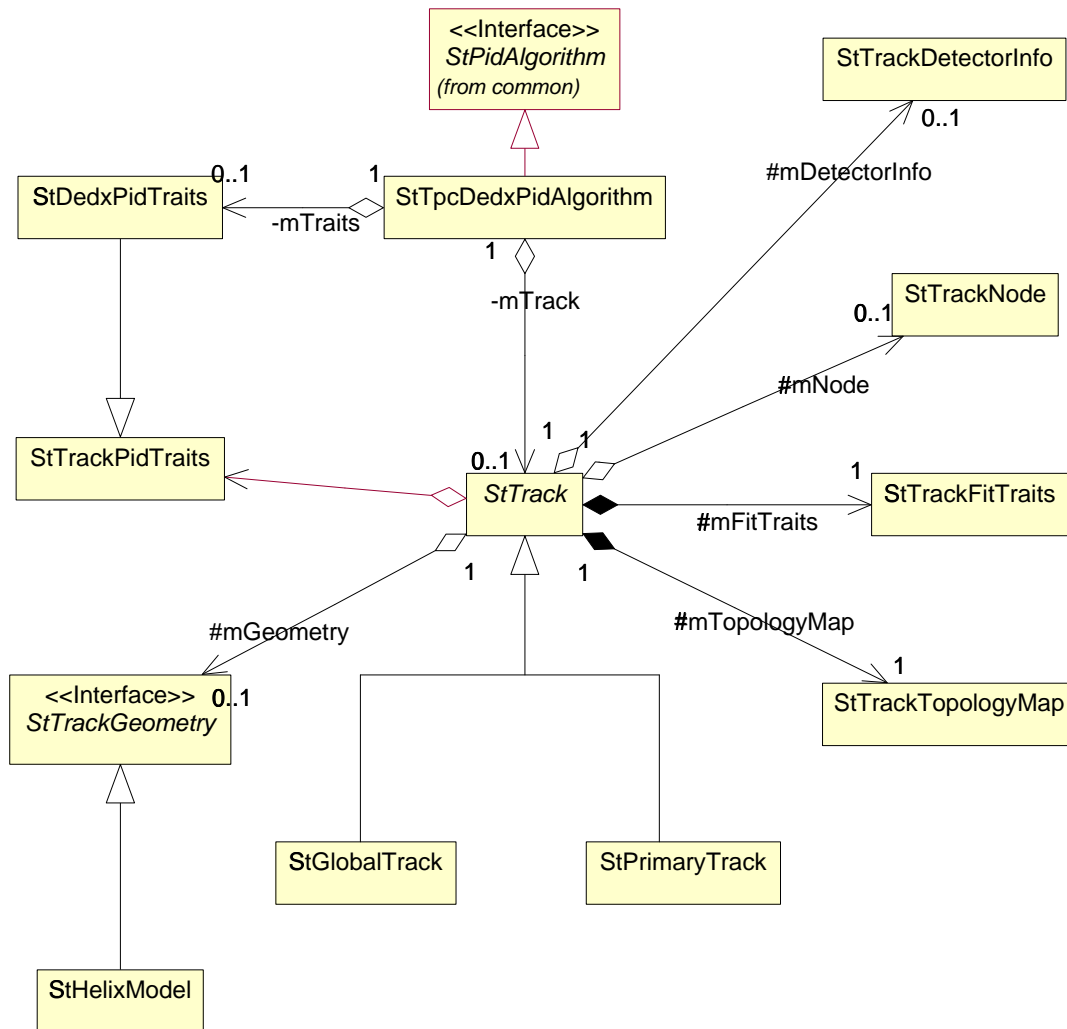 <<Interface>>
StPidAlgorithm
(from common)
StTrackDetectorInfo
0..1
#mDetectorInfo
StDedxPidTraits
0..1
1
-mTraits
StTpcDedxPidAlgorithm
1
-mTrack
StTrackNode
0..1
#mNode
StTrackPidTraits
1
1
0..1
StTrack
1
StTrackFitTraits
#mFitTraits
1
1
#mGeometry
#mTopologyMap
1
<<Interface>>
StTrackGeometry
0..1
StTrackTopologyMap
StGlobalTrack
StPrimaryTrack
StHelixModel